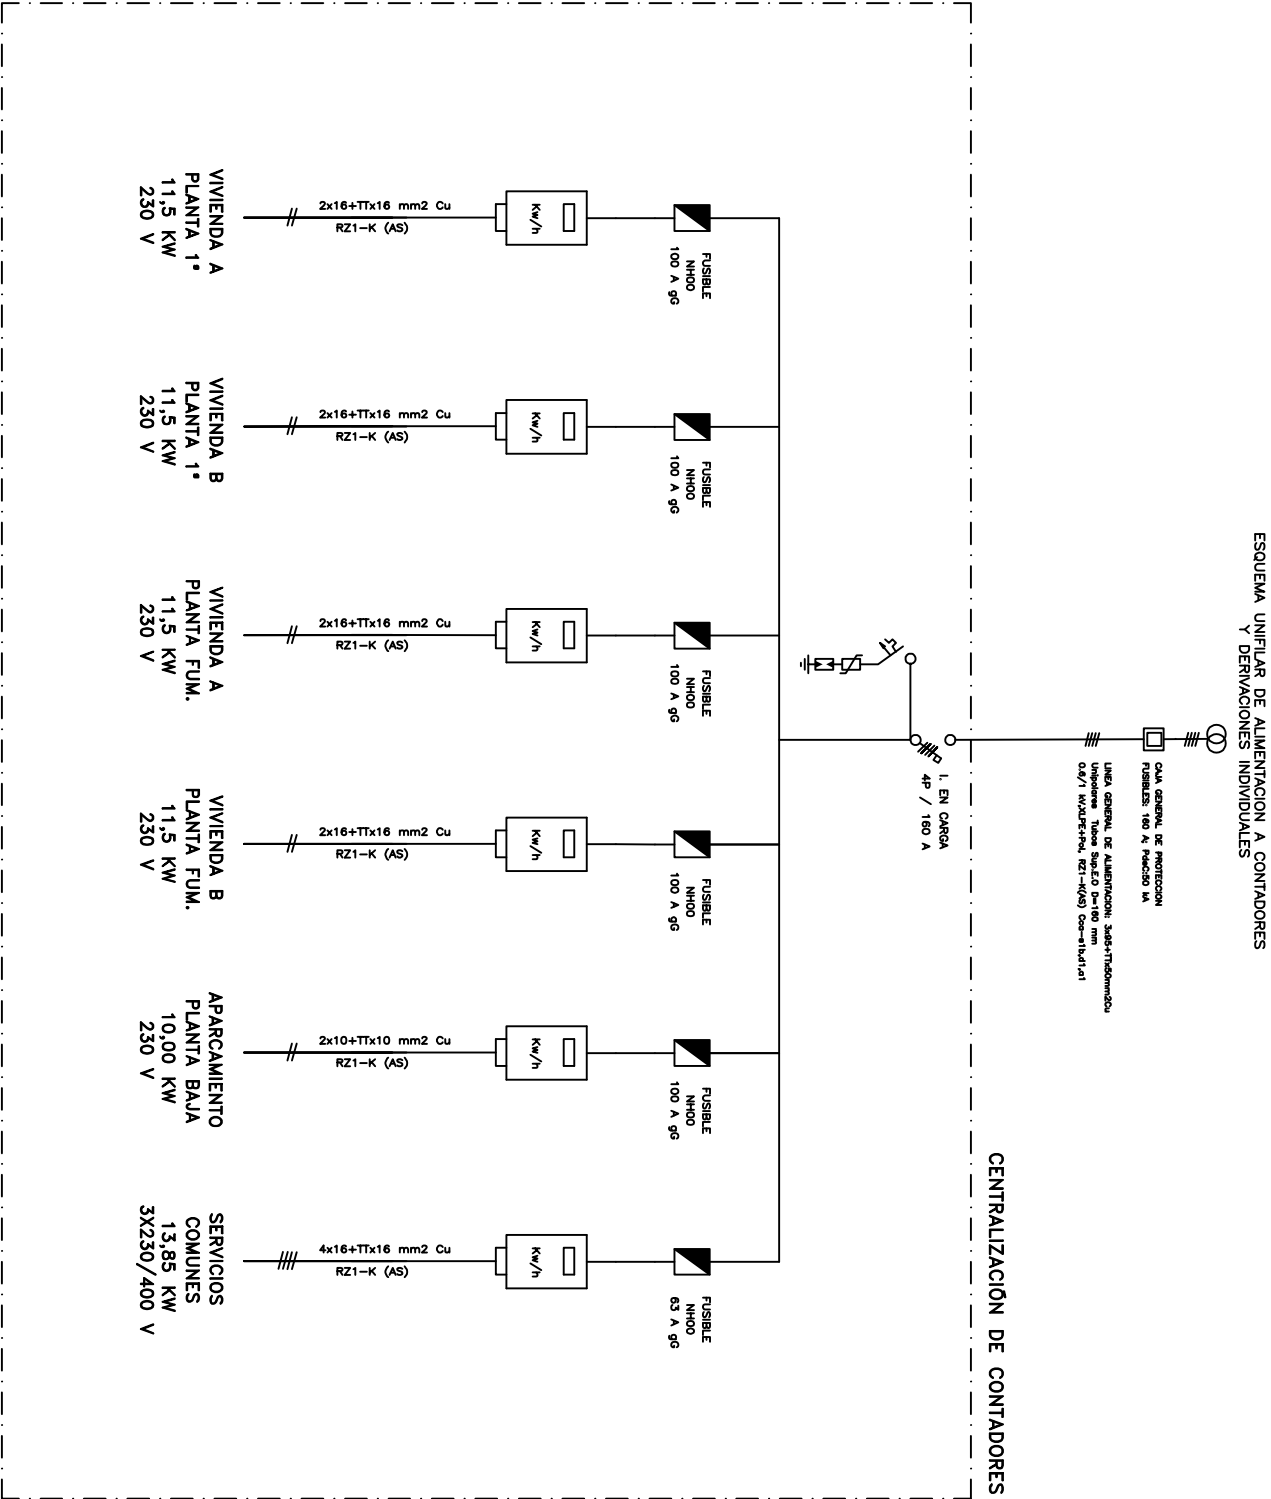 ESQUEMA UNIFILAR DE ALIMENTACION A CONTADORES
Y DERIVACIONES INDIVIDUALES
CAJA GENERAL DE PROTECCION
FUSIBLES: 160 A; PdeC:50 kA
LINEA GENERAL DE ALIMENTACION: 3x95+TTx50mm2Cu
Unipolares Tubos Sup.E.O D=160 mm
0.6/1 kV,XLPE+Pol, RZ1-K(AS) Cca-s1b,d1,a1
CENTRALIZACIÓN DE CONTADORES
I. EN CARGA
4P / 160 A
FUSIBLE
NH00
100 A gG
FUSIBLE
NH00
100 A gG
FUSIBLE
NH00
100 A gG
FUSIBLE
NH00
100 A gG
FUSIBLE
NH00
100 A gG
FUSIBLE
NH00
63 A gG
Kw/h
Kw/h
Kw/h
Kw/h
Kw/h
Kw/h
2x16+TTx16 mm2 Cu
RZ1-K (AS)
2x16+TTx16 mm2 Cu
RZ1-K (AS)
2x16+TTx16 mm2 Cu
RZ1-K (AS)
2x16+TTx16 mm2 Cu
RZ1-K (AS)
2x10+TTx10 mm2 Cu
RZ1-K (AS)
4x16+TTx16 mm2 Cu
RZ1-K (AS)
VIVIENDA A
PLANTA 1ª
11,5 KW
230 V
VIVIENDA B
PLANTA 1ª
11,5 KW
230 V
VIVIENDA A
PLANTA FUM.
11,5 KW
230 V
VIVIENDA B
PLANTA FUM.
11,5 KW
230 V
APARCAMIENTO
PLANTA BAJA
10,00 KW
230 V
SERVICIOS
COMUNES
13,85 KW
3X230/400 V